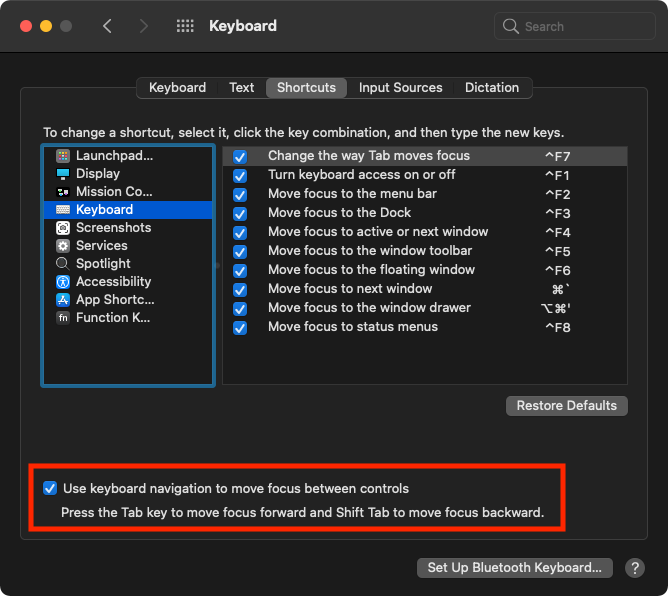 Keyboard
Search
Keyboard Text Shortcuts Input Sources Dictation
To change a shortcut, select it, click the key combination, and then type the new keys.
Launchpad...
Display
Mission Co...
Keyboard
Screenshots
Services
Spotlight
Accessibility
App Shortc...
fn Function K...
Change the way Tab moves focus ^F7
Turn keyboard access on or off ^F1
Move focus to the menu bar ^F2
Move focus to the Dock ^F3
Move focus to active or next window ^F4
Move focus to the window toolbar ^F5
Move focus to the floating window ^F6
Move focus to next window ⌘`
Move focus to the window drawer ⌥⌘'
Move focus to status menus ^F8
Restore Defaults
Use keyboard navigation to move focus between controls
Press the Tab key to move focus forward and Shift Tab to move focus backward.
Set Up Bluetooth Keyboard... ?